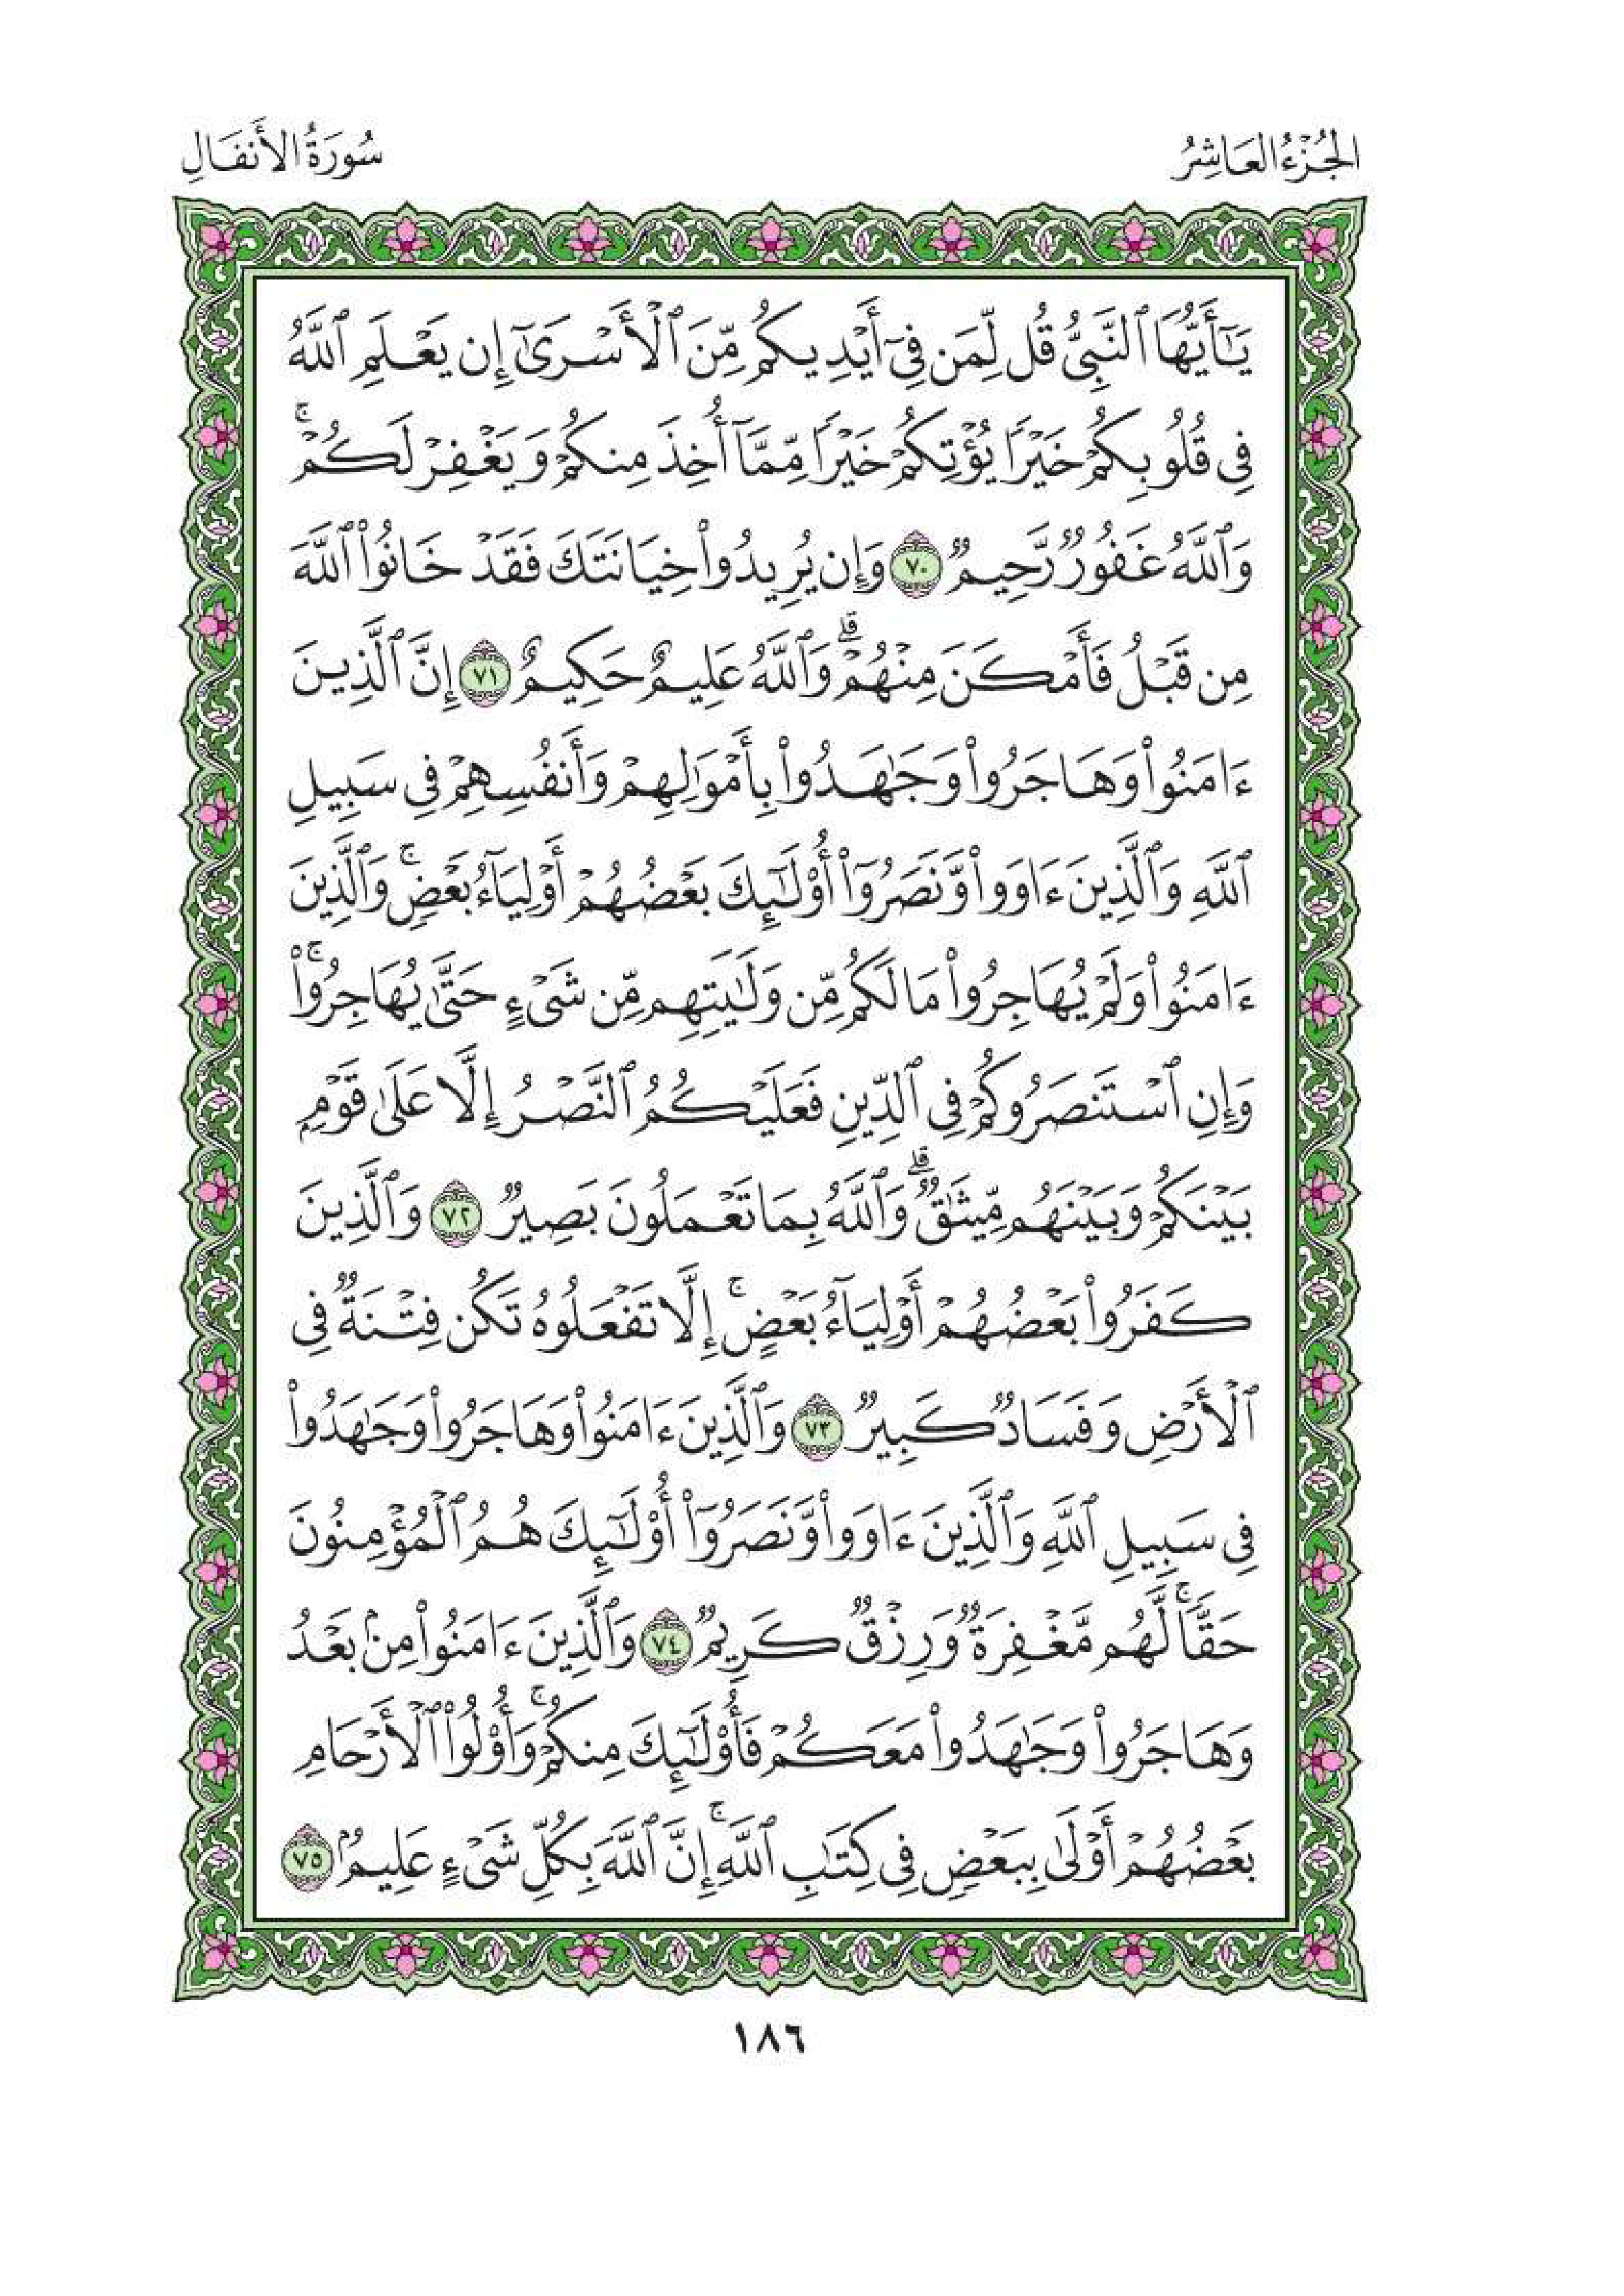 الجُزْءُ العَاشِرُ
سُورَةُ الأَنفَالِ
يَٰٓأَيُّهَا ٱلنَّبِيُّ قُل لِّمَن فِيٓ أَيۡدِيكُم مِّنَ ٱلۡأَسۡرَىٰٓ إِن يَعۡلَمِ ٱللَّهُ
فِي قُلُوبِكُمۡ خَيۡرٗا يُؤۡتِكُمۡ خَيۡرٗا مِّمَّآ أُخِذَ مِنكُمۡ وَيَغۡفِرۡ لَكُمۡۚ
وَٱللَّهُ غَفُورٞ رَّحِيمٞ ٧٠ وَإِن يُرِيدُواْ خِيَانَتَكَ فَقَدۡ خَانُواْ ٱللَّهَ
مِن قَبۡلُ فَأَمۡكَنَ مِنۡهُمۡۗ وَٱللَّهُ عَلِيمٌ حَكِيمٌ ٧١ إِنَّ ٱلَّذِينَ
ءَامَنُواْ وَهَاجَرُواْ وَجَٰهَدُواْ بِأَمۡوَٰلِهِمۡ وَأَنفُسِهِمۡ فِي سَبِيلِ
ٱللَّهِ وَٱلَّذِينَ ءَاوَواْ وَّنَصَرُوٓاْ أُوْلَٰٓئِكَ بَعۡضُهُمۡ أَوۡلِيَآءُ بَعۡضٖۚ وَٱلَّذِينَ
ءَامَنُواْ وَلَمۡ يُهَاجِرُواْ مَا لَكُم مِّن وَلَٰيَتِهِم مِّن شَيۡءٍ حَتَّىٰ يُهَاجِرُواْۚ
وَإِنِ ٱسۡتَنصَرُوكُمۡ فِي ٱلدِّينِ فَعَلَيۡكُمُ ٱلنَّصۡرُ إِلَّا عَلَىٰ قَوۡمِۭ
بَيۡنَكُمۡ وَبَيۡنَهُم مِّيثَٰقٞۗ وَٱللَّهُ بِمَا تَعۡمَلُونَ بَصِيرٞ ٧٢ وَٱلَّذِينَ
كَفَرُواْ بَعۡضُهُمۡ أَوۡلِيَآءُ بَعۡضٍۚ إِلَّا تَفۡعَلُوهُ تَكُن فِتۡنَةٞ فِي
ٱلۡأَرۡضِ وَفَسَادٞ كَبِيرٞ ٧٣ وَٱلَّذِينَ ءَامَنُواْ وَهَاجَرُواْ وَجَٰهَدُواْ
فِي سَبِيلِ ٱللَّهِ وَٱلَّذِينَ ءَاوَواْ وَّنَصَرُوٓاْ أُوْلَٰٓئِكَ هُمُ ٱلۡمُؤۡمِنُونَ
حَقّٗاۚ لَّهُم مَّغۡفِرَةٞ وَرِزۡقٞ كَرِيمٞ ٧٤ وَٱلَّذِينَ ءَامَنُواْ مِنۢ بَعۡدُ
وَهَاجَرُواْ وَجَٰهَدُواْ مَعَكُمۡ فَأُوْلَٰٓئِكَ مِنكُمۡۚ وَأُوْلُواْ ٱلۡأَرۡحَامِ
بَعۡضُهُمۡ أَوۡلَىٰ بِبَعۡضٖ فِي كِتَٰبِ ٱللَّهِۚ إِنَّ ٱللَّهَ بِكُلِّ شَيۡءٍ عَلِيمُۢ ٧٥
١٨٦